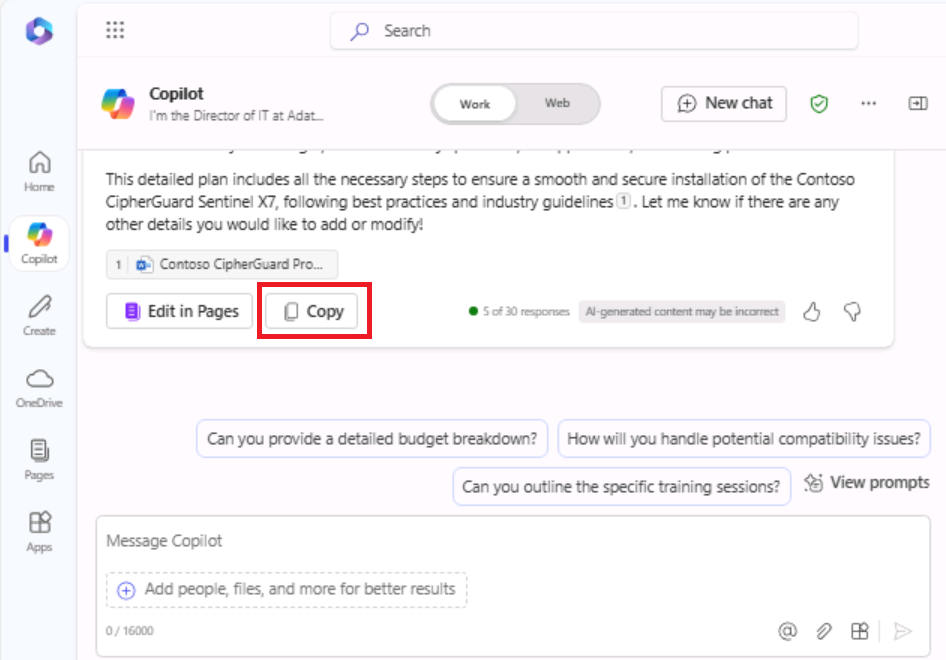 Search
Copilot
I'm the Director of IT at Adat...
Work
Web
New chat
Home
Copilot
Create
OneDrive
Pages
Apps
This detailed plan includes all the necessary steps to ensure a smooth and secure installation of the Contoso
CipherGuard Sentinel X7, following best practices and industry guidelines 1 . Let me know if there are any
other details you would like to add or modify!
1 Contoso CipherGuard Pro...
Edit in Pages
Copy
5 of 30 responses
AI-generated content may be incorrect
Can you provide a detailed budget breakdown?
How will you handle potential compatibility issues?
Can you outline the specific training sessions?
View prompts
Message Copilot
Add people, files, and more for better results
0 / 16000